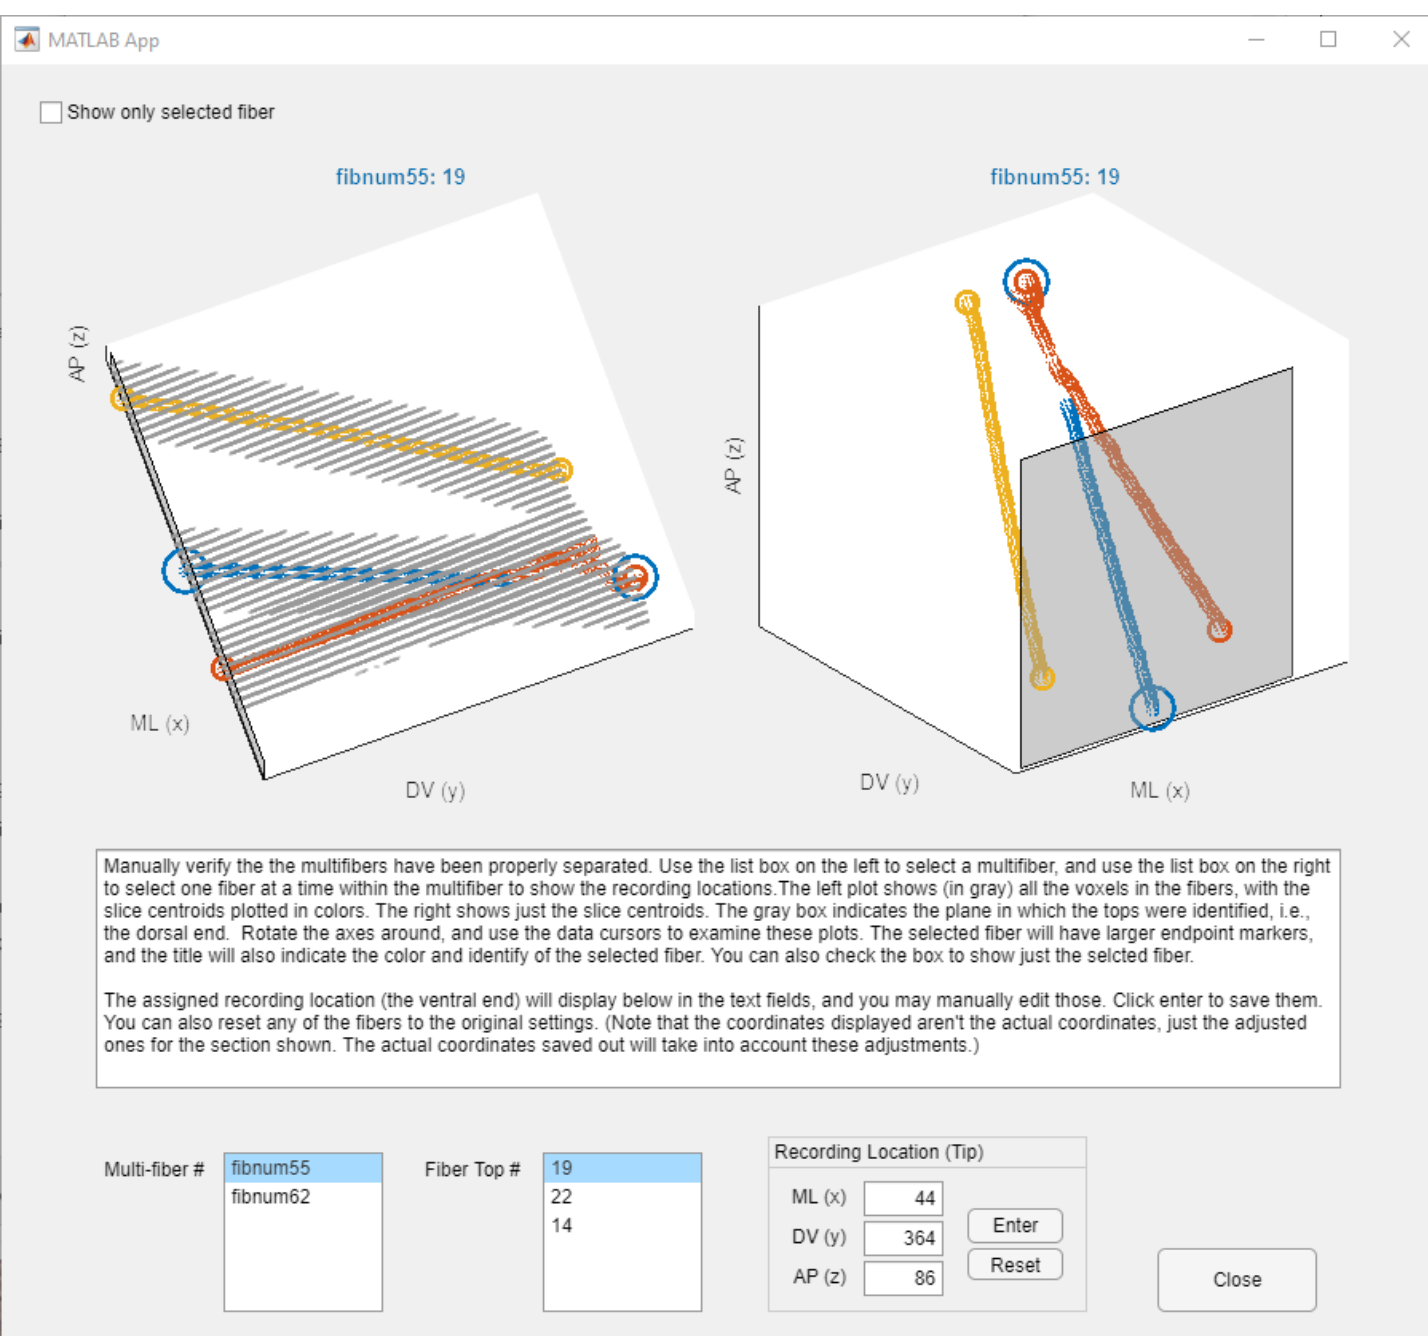 MATLAB App
Show only selected fiber
fibnum55: 19
fibnum55: 19
AP (z)
ML (x)
DV (y)
AP (z)
DV (y)
ML (x)
Manually verify the the multifibers have been properly separated. Use the list box on the left to select a multifiber, and use the list box on the right
to select one fiber at a time within the multifiber to show the recording locations.The left plot shows (in gray) all the voxels in the fibers, with the
slice centroids plotted in colors. The right shows just the slice centroids. The gray box indicates the plane in which the tops were identified, i.e.,
the dorsal end.  Rotate the axes around, and use the data cursors to examine these plots. The selected fiber will have larger endpoint markers,
and the title will also indicate the color and identify of the selected fiber. You can also check the box to show just the selcted fiber.
The assigned recording location (the ventral end) will display below in the text fields, and you may manually edit those. Click enter to save them.
You can also reset any of the fibers to the original settings. (Note that the coordinates displayed aren't the actual coordinates, just the adjusted
ones for the section shown. The actual coordinates saved out will take into account these adjustments.)
Multi-fiber #
fibnum55
fibnum62
Fiber Top #
19
22
14
Recording Location (Tip)
ML (x) 44
DV (y) 364
AP (z) 86
Enter
Reset
Close